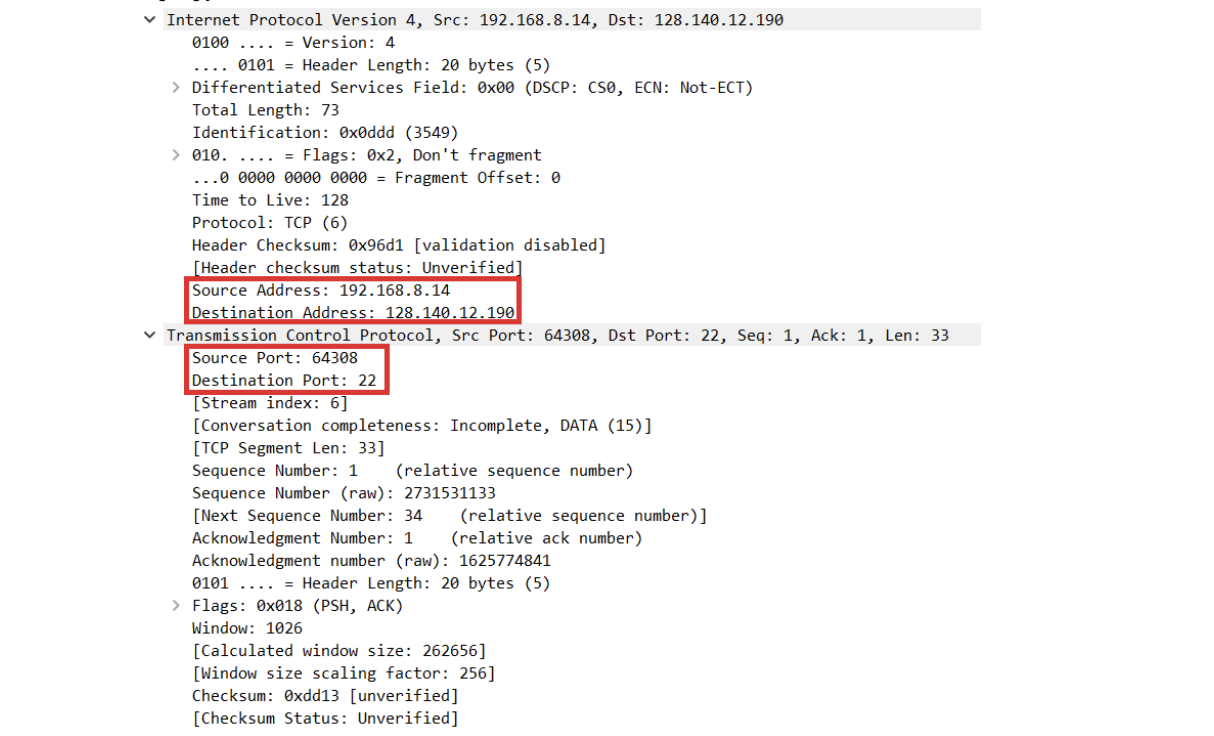 Internet Protocol Version 4, Src: 192.168.8.14, Dst: 128.140.12.190
0100 .... = Version: 4
.... 0101 = Header Length: 20 bytes (5)
Differentiated Services Field: 0x00 (DSCP: CS0, ECN: Not-ECT)
Total Length: 73
Identification: 0x0ddd (3549)
010. .... = Flags: 0x2, Don't fragment
...0 0000 0000 0000 = Fragment Offset: 0
Time to Live: 128
Protocol: TCP (6)
Header Checksum: 0x96d1 [validation disabled]
[Header checksum status: Unverified]
Source Address: 192.168.8.14
Destination Address: 128.140.12.190
Transmission Control Protocol, Src Port: 64308, Dst Port: 22, Seq: 1, Ack: 1, Len: 33
Source Port: 64308
Destination Port: 22
[Stream index: 6]
[Conversation completeness: Incomplete, DATA (15)]
[TCP Segment Len: 33]
Sequence Number: 1    (relative sequence number)
Sequence Number (raw): 2731531133
[Next Sequence Number: 34    (relative sequence number)]
Acknowledgment Number: 1    (relative ack number)
Acknowledgment number (raw): 1625774841
0101 .... = Header Length: 20 bytes (5)
Flags: 0x018 (PSH, ACK)
Window: 1026
[Calculated window size: 262656]
[Window size scaling factor: 256]
Checksum: 0xdd13 [unverified]
[Checksum Status: Unverified]